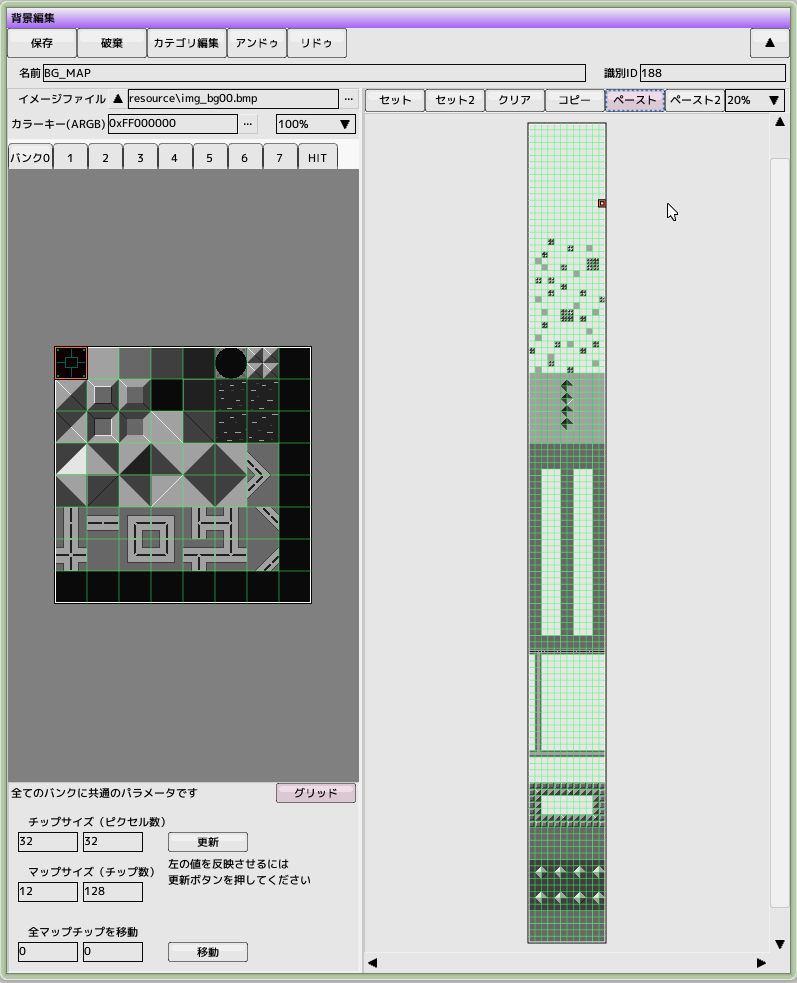 背景編集
保存 破棄 カテゴリ編集 アンドゥ リドゥ ▲
名前 BG_MAP 識別ID 188
イメージファイル ▲ resource\img_bg00.bmp ...
カラーキー(ARGB) 0xFF000000 ... 100% ▼
セット セット2 クリア コピー ペースト ペースト2 20% ▼
バンク0 1 2 3 4 5 6 7 HIT
全てのバンクに共通のパラメータです グリッド
チップサイズ（ピクセル数）
32 32 更新
マップサイズ（チップ数）
12 128
左の値を反映させるには
更新ボタンを押してください
全マップチップを移動
0 0 移動